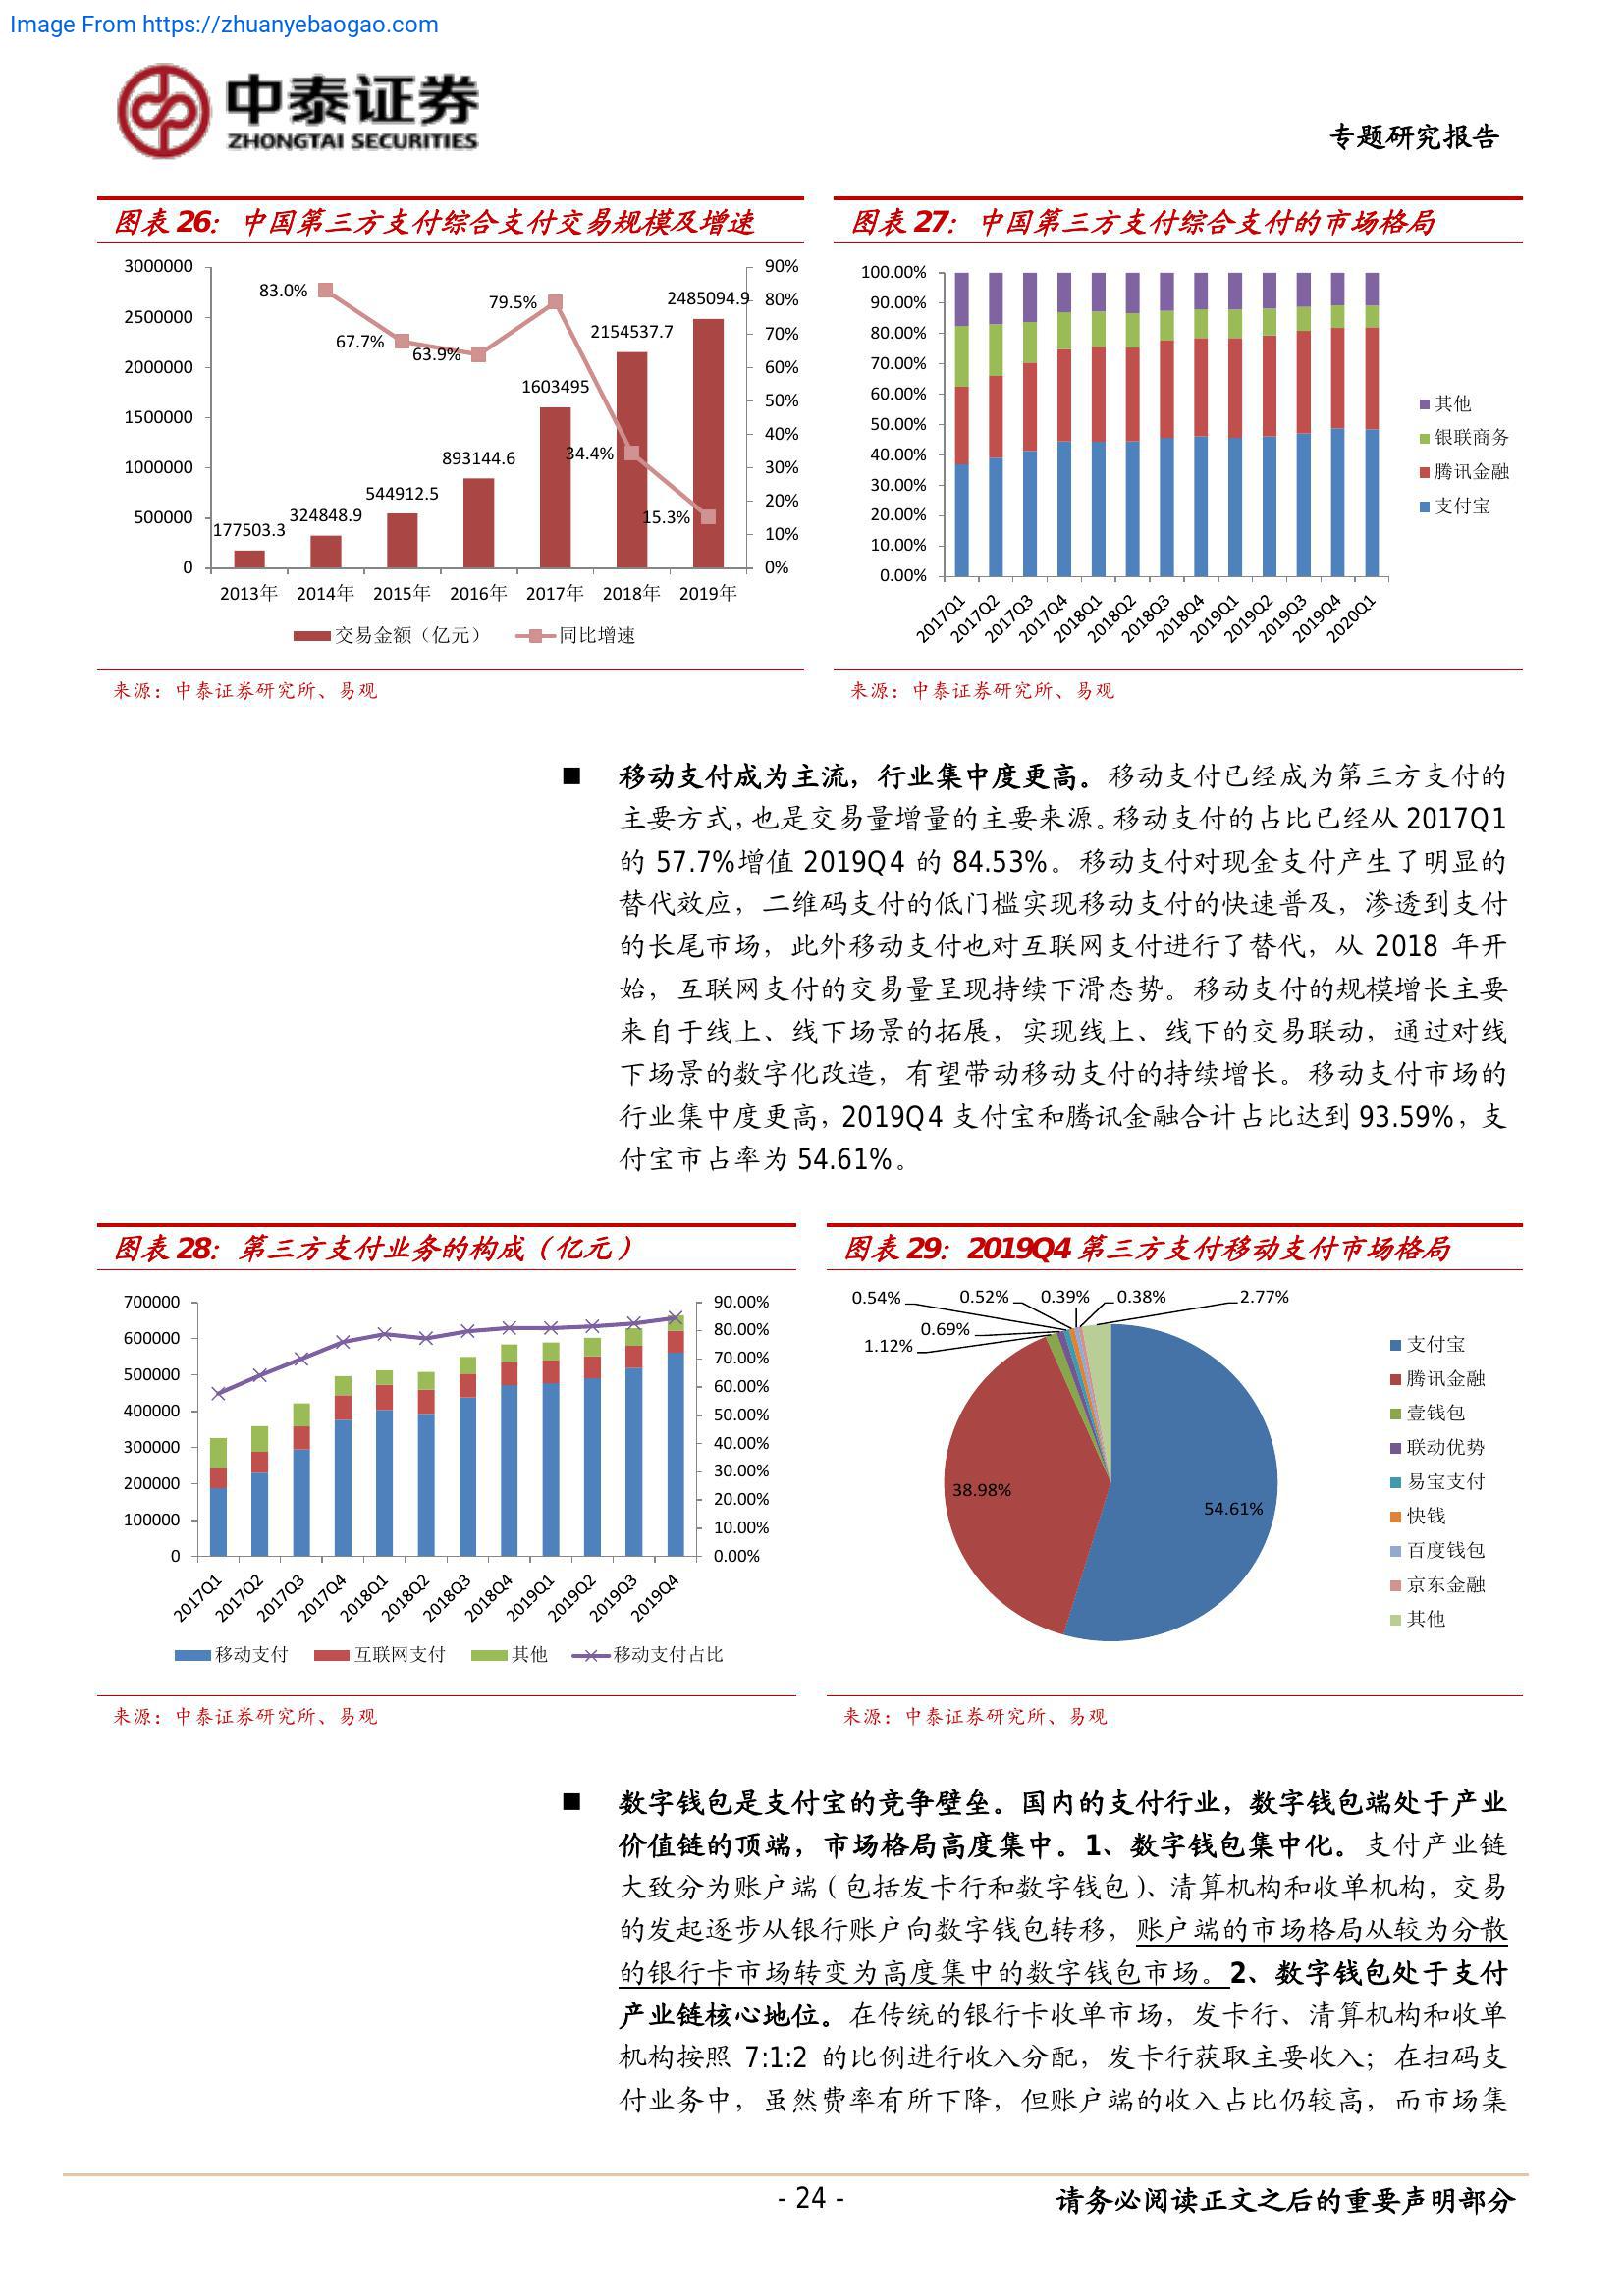 Image From https://zhuanyebaogao.com
中泰证券
ZHONGTAI SECURITIES
专题研究报告
图表 26：中国第三方支付综合支付交易规模及增速
3000000
2500000
2000000
1500000
1000000
500000
0
90%
80%
70%
60%
50%
40%
30%
20%
10%
0%
83.0%
67.7%
63.9%
79.5%
34.4%
15.3%
177503.3
324848.9
544912.5
893144.6
1603495
2154537.7
2485094.9
2013年 2014年 2015年 2016年 2017年 2018年 2019年
交易金额（亿元） 同比增速
来源：中泰证券研究所、易观
图表 27：中国第三方支付综合支付的市场格局
100.00%
90.00%
80.00%
70.00%
60.00%
50.00%
40.00%
30.00%
20.00%
10.00%
0.00%
2017Q1 2017Q2 2017Q3 2017Q4 2018Q1 2018Q2 2018Q3 2018Q4 2019Q1 2019Q2 2019Q3 2019Q4 2020Q1
其他
银联商务
腾讯金融
支付宝
来源：中泰证券研究所、易观
■ 移动支付成为主流，行业集中度更高。移动支付已经成为第三方支付的
主要方式，也是交易量增量的主要来源。移动支付的占比已经从 2017Q1
的 57.7%增值 2019Q4 的 84.53%。移动支付对现金支付产生了明显的
替代效应，二维码支付的低门槛实现移动支付的快速普及，渗透到支付
的长尾市场，此外移动支付也对互联网支付进行了替代，从 2018 年开
始，互联网支付的交易量呈现持续下滑态势。移动支付的规模增长主要
来自于线上、线下场景的拓展，实现线上、线下的交易联动，通过对线
下场景的数字化改造，有望带动移动支付的持续增长。移动支付市场的
行业集中度更高，2019Q4 支付宝和腾讯金融合计占比达到 93.59%，支
付宝市占率为 54.61%。
图表 28：第三方支付业务的构成（亿元）
700000
600000
500000
400000
300000
200000
100000
0
90.00%
80.00%
70.00%
60.00%
50.00%
40.00%
30.00%
20.00%
10.00%
0.00%
2017Q1 2017Q2 2017Q3 2017Q4 2018Q1 2018Q2 2018Q3 2018Q4 2019Q1 2019Q2 2019Q3 2019Q4
移动支付 互联网支付 其他 移动支付占比
来源：中泰证券研究所、易观
图表 29：2019Q4 第三方支付移动支付市场格局
0.54% 0.52% 0.39% 0.38% 2.77%
0.69%
1.12%
38.98%
54.61%
支付宝
腾讯金融
壹钱包
联动优势
易宝支付
快钱
百度钱包
京东金融
其他
来源：中泰证券研究所、易观
■ 数字钱包是支付宝的竞争壁垒。国内的支付行业，数字钱包端处于产业
价值链的顶端，市场格局高度集中。1、数字钱包集中化。支付产业链
大致分为账户端（包括发卡行和数字钱包）、清算机构和收单机构，交易
的发起逐步从银行账户向数字钱包转移，账户端的市场格局从较为分散
的银行卡市场转变为高度集中的数字钱包市场。2、数字钱包处于支付
产业链核心地位。在传统的银行卡收单市场，发卡行、清算机构和收单
机构按照 7:1:2 的比例进行收入分配，发卡行获取主要收入；在扫码支
付业务中，虽然费率有所下降，但账户端的收入占比仍较高，而市场集
- 24 -
请务必阅读正文之后的重要声明部分